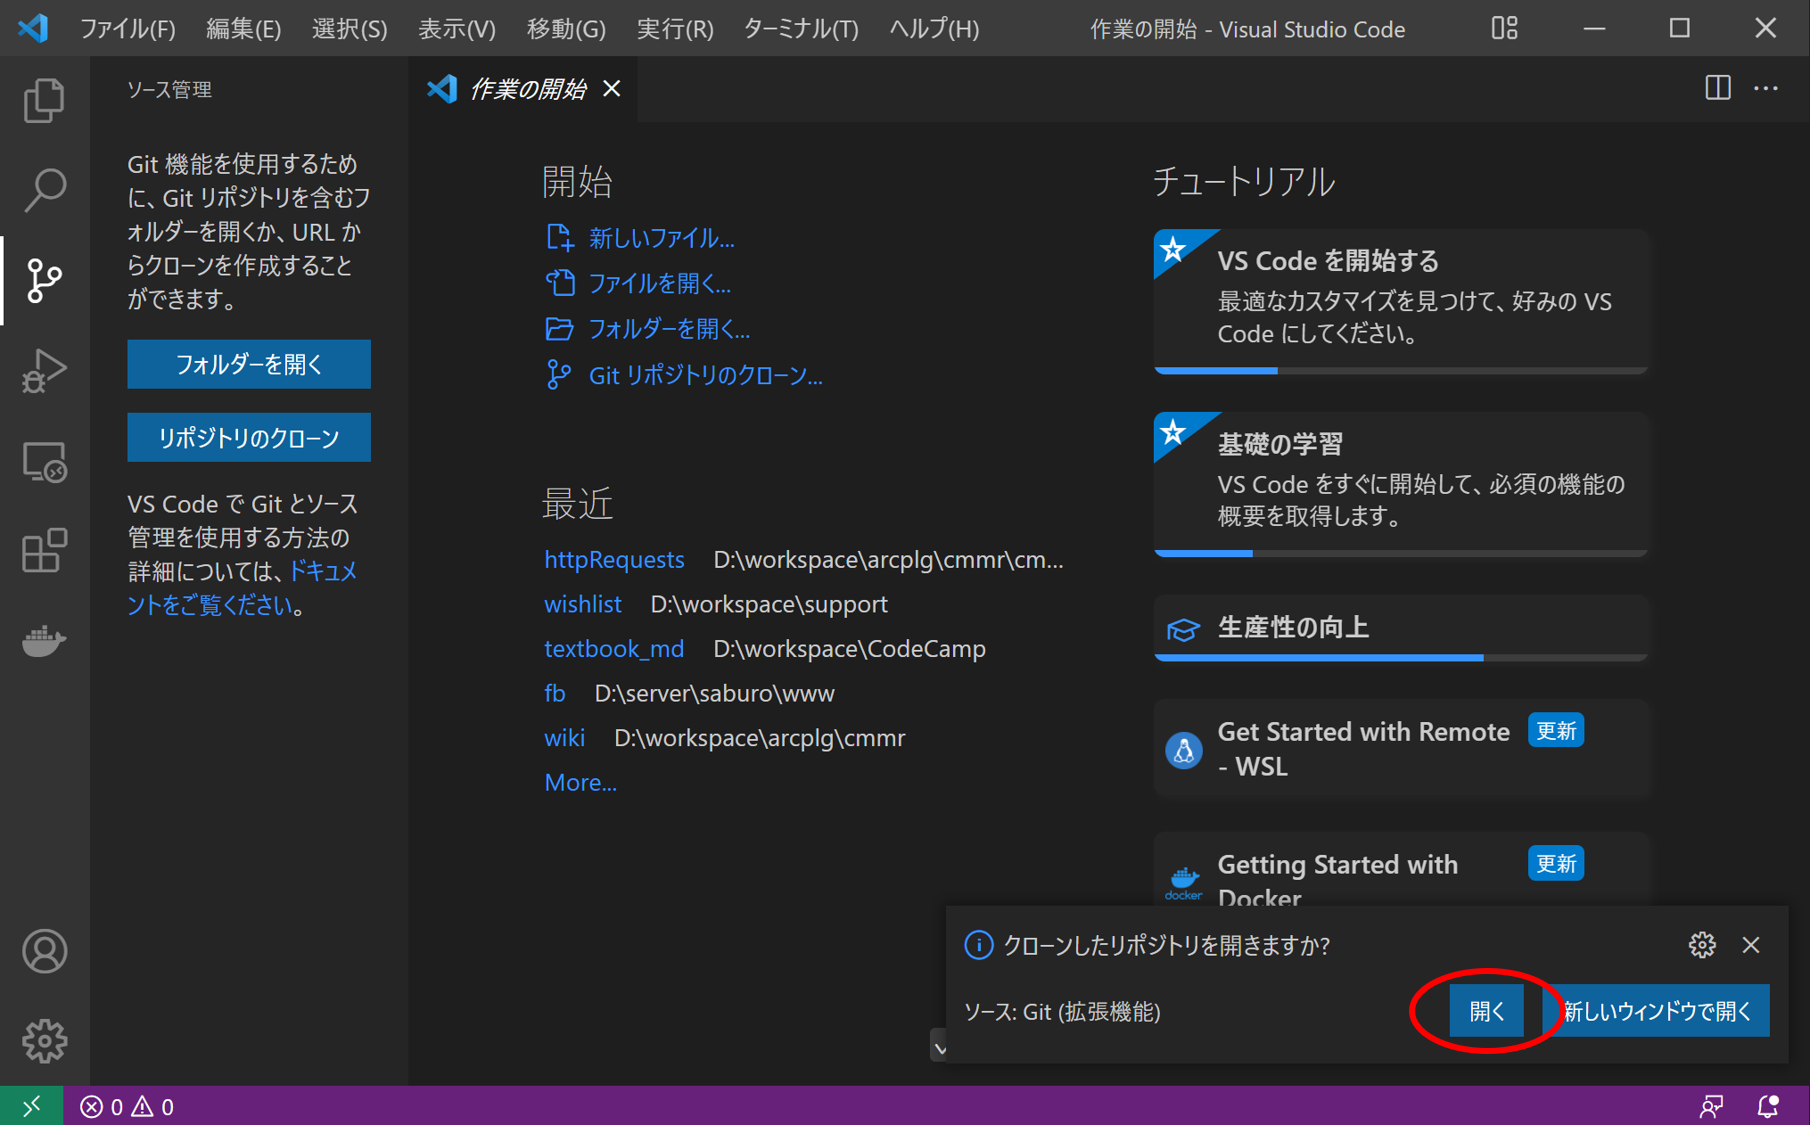 ファイル(F) 編集(E) 選択(S) 表示(V) 移動(G) 実行(R) ターミナル(T) ヘルプ(H) 作業の開始 - Visual Studio Code
ソース管理
Git 機能を使用するため
に、Git リポジトリを含むフ
ォルダーを開くか、URL か
らクローンを作成すること
ができます。
フォルダーを開く
リポジトリのクローン
VS Code で Git とソース
管理を使用する方法の
詳細については、ドキュメ
ントをご覧ください。
作業の開始
開始
新しいファイル...
ファイルを開く...
フォルダーを開く...
Git リポジトリのクローン...
最近
httpRequests D:\workspace\arcplg\cmmr\cm...
wishlist D:\workspace\support
textbook_md D:\workspace\CodeCamp
fb D:\server\saburo\www
wiki D:\workspace\arcplg\cmmr
More...
チュートリアル
VS Code を開始する
最適なカスタマイズを見つけて、好みの VS
Code にしてください。
基礎の学習
VS Code をすぐに開始して、必須の機能の
概要を取得します。
生産性の向上
Get Started with Remote 更新
- WSL
Getting Started with 更新
docker
Docker
クローンしたリポジトリを開きますか?
ソース: Git (拡張機能)
開く
新しいウィンドウで開く
0 0